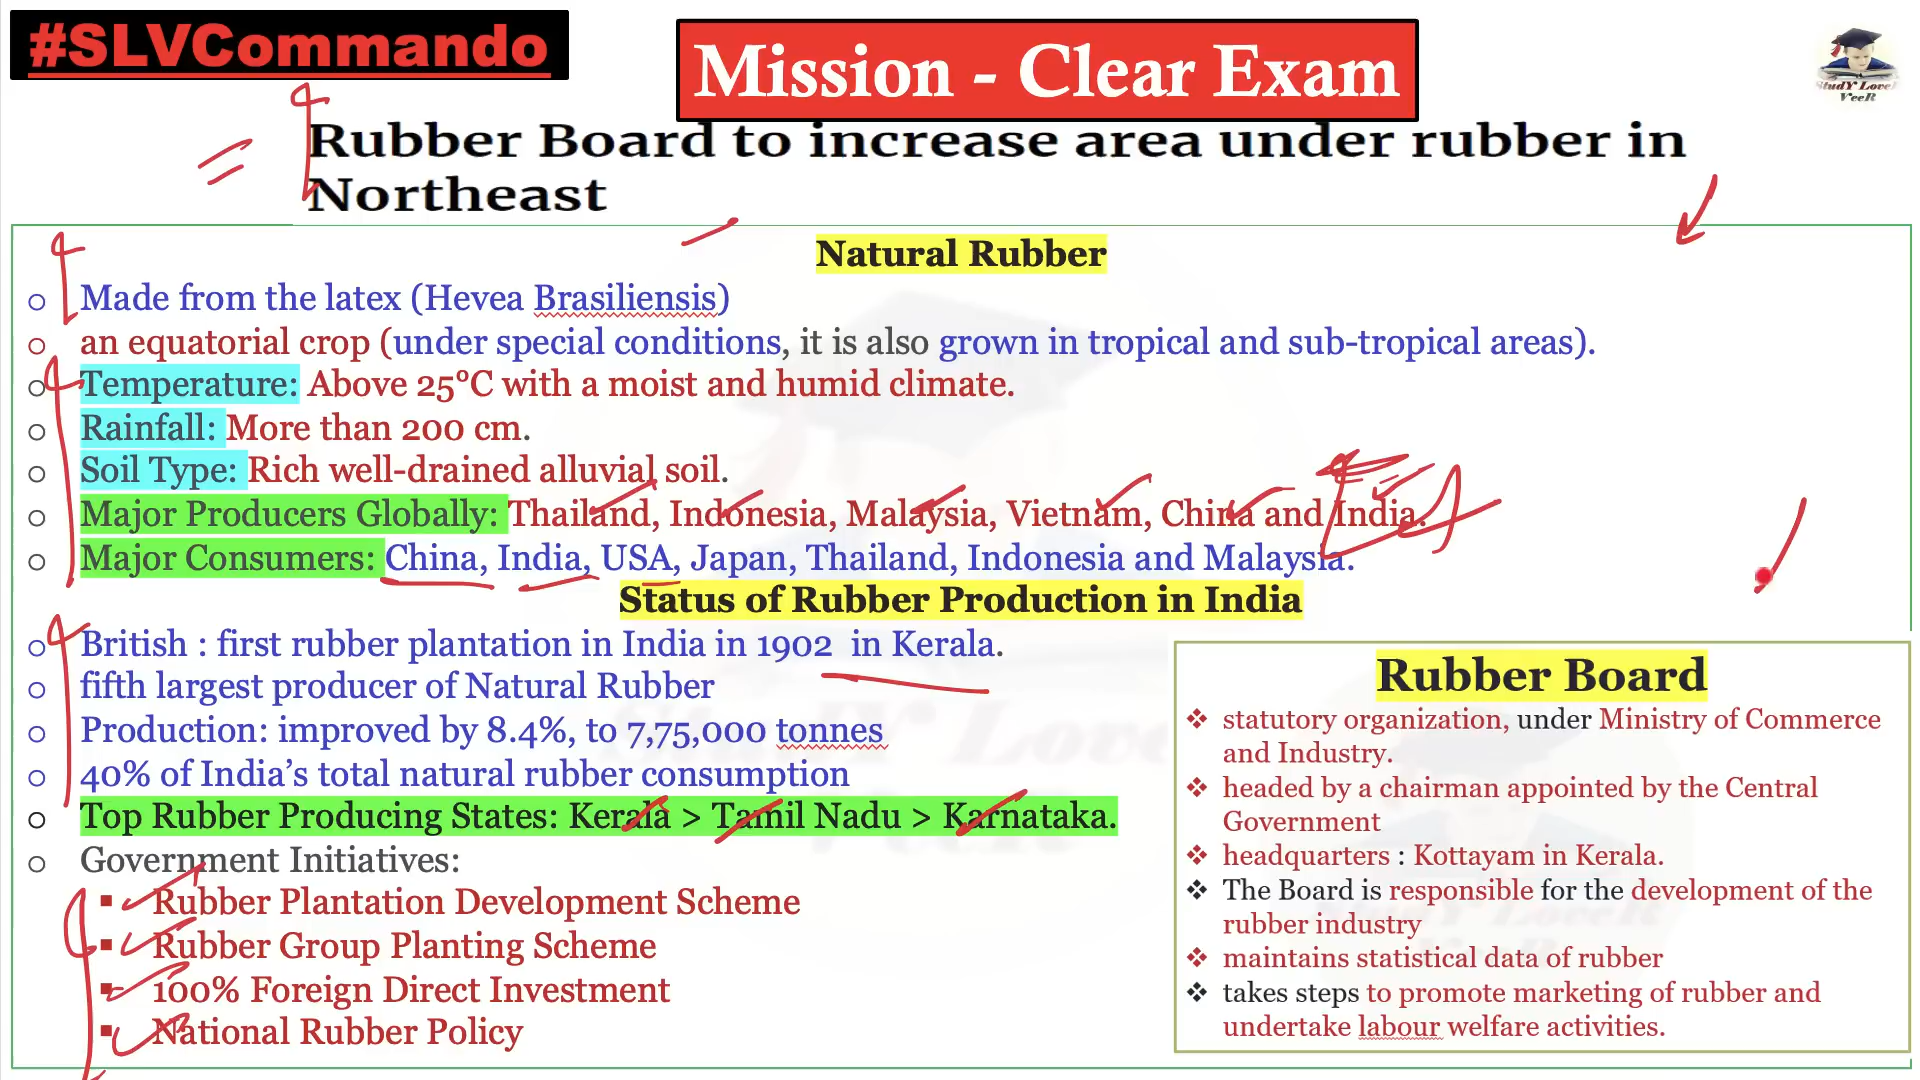 #SLVCommando
Mission - Clear Exam
StudY LoveR
VeeR
Rubber Board to increase area under rubber in
Northeast
Natural Rubber
Made from the latex (Hevea Brasiliensis)
an equatorial crop (under special conditions, it is also grown in tropical and sub-tropical areas).
Temperature: Above 25°C with a moist and humid climate.
Rainfall: More than 200 cm.
Soil Type: Rich well-drained alluvial soil.
Major Producers Globally: Thailand, Indonesia, Malaysia, Vietnam, China and India.
Major Consumers: China, India, USA, Japan, Thailand, Indonesia and Malaysia.
Status of Rubber Production in India
British : first rubber plantation in India in 1902 in Kerala.
fifth largest producer of Natural Rubber
Production: improved by 8.4%, to 7,75,000 tonnes
40% of India's total natural rubber consumption
Top Rubber Producing States: Kerala > Tamil Nadu > Karnataka.
Government Initiatives:
Rubber Plantation Development Scheme
Rubber Group Planting Scheme
100% Foreign Direct Investment
National Rubber Policy
Rubber Board
statutory organization, under Ministry of Commerce
and Industry.
headed by a chairman appointed by the Central
Government
headquarters : Kottayam in Kerala.
The Board is responsible for the development of the
rubber industry
maintains statistical data of rubber
takes steps to promote marketing of rubber and
undertake labour welfare activities.